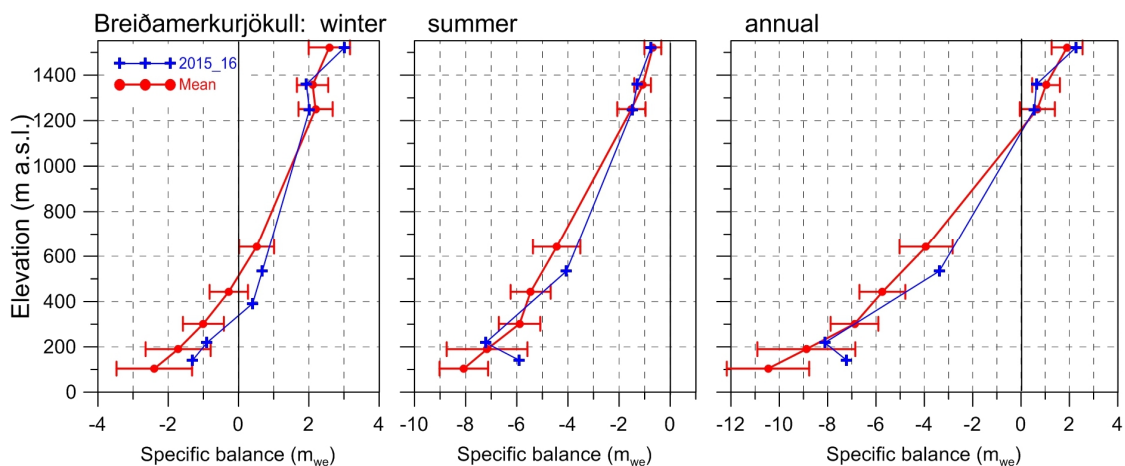 Breiðamerkurjökull: winter
summer
annual
2015_16
Mean
Elevation (m a.s.l.)
1400
1200
1000
800
600
400
200
0
-4 -2 0 2 4
-10 -8 -6 -4 -2 0
-12 -10 -8 -6 -4 -2 0 2 4
Specific balance (mwe)
Specific balance (mwe)
Specific balance (mwe)